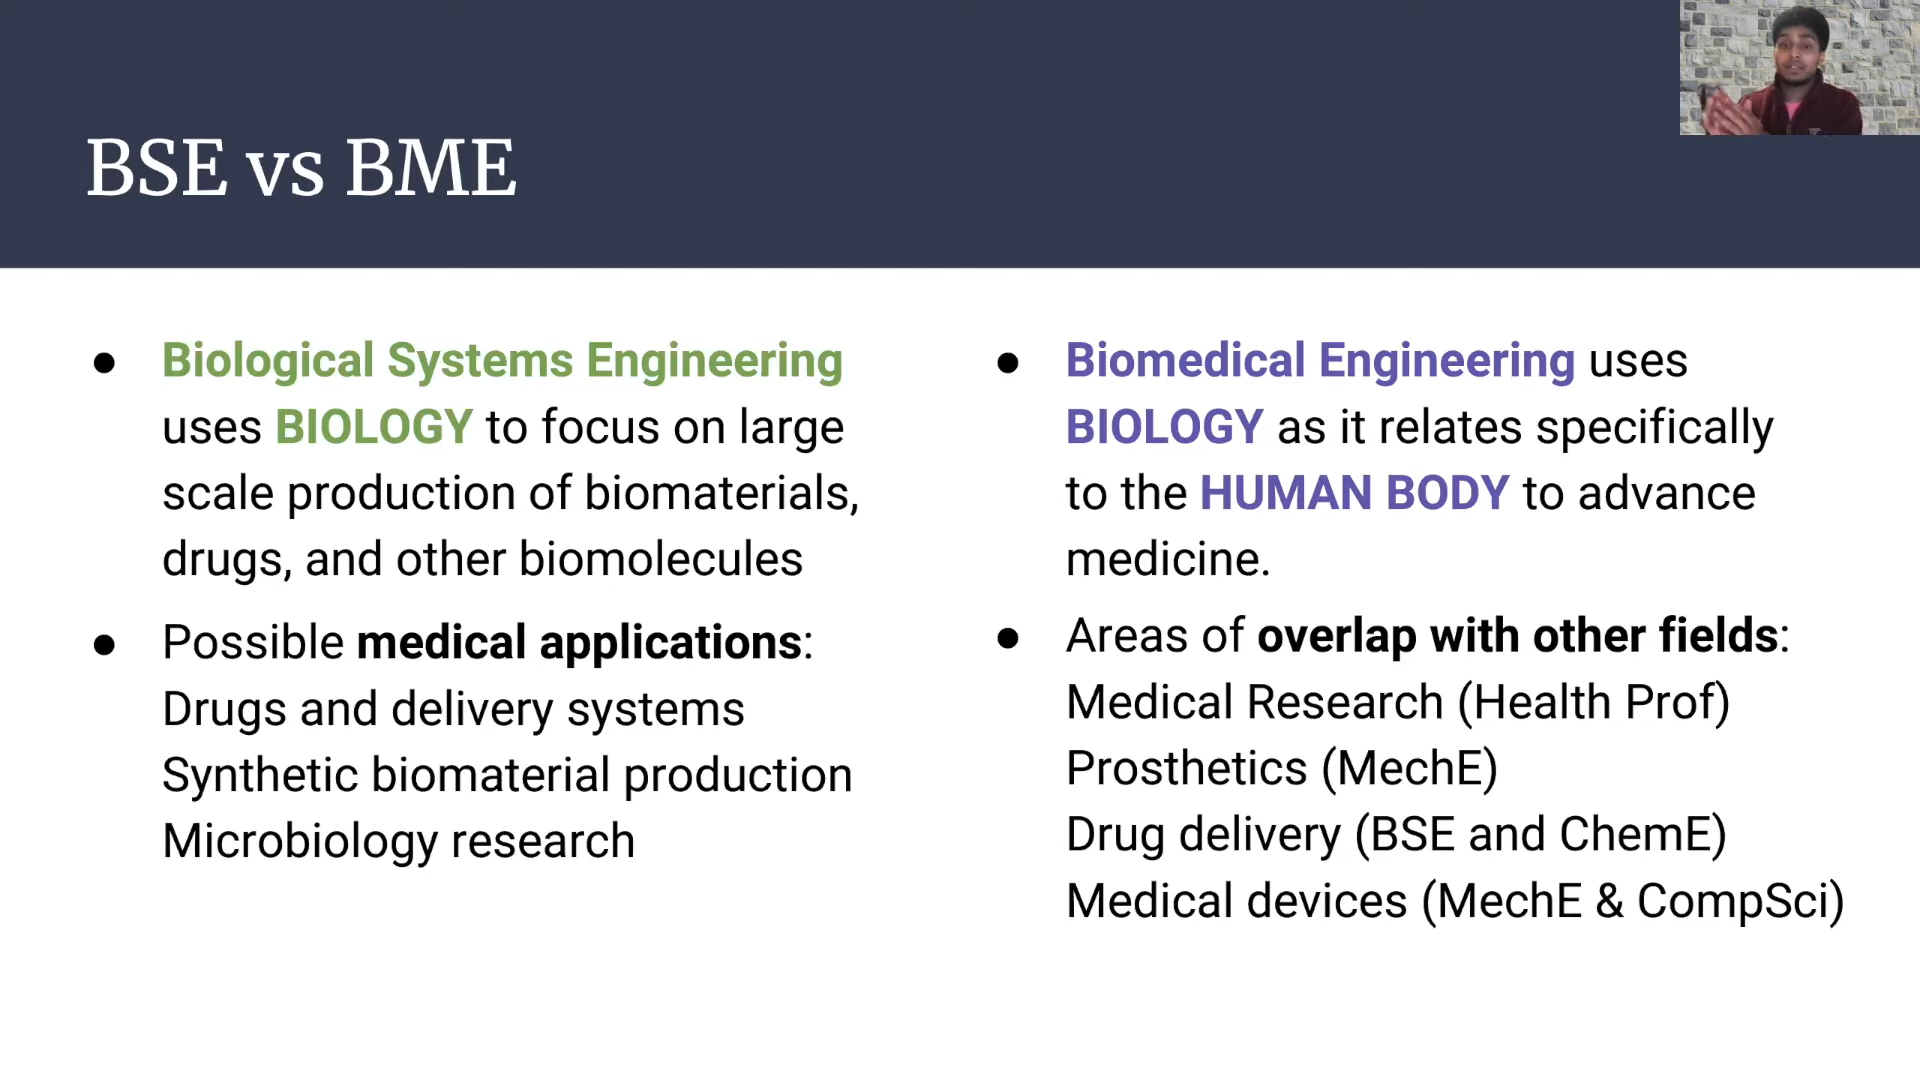 BSE vs BME
Biological Systems Engineering
uses BIOLOGY to focus on large
scale production of biomaterials,
drugs, and other biomolecules
Possible medical applications:
Drugs and delivery systems
Synthetic biomaterial production
Microbiology research
Biomedical Engineering uses
BIOLOGY as it relates specifically
to the HUMAN BODY to advance
medicine.
Areas of overlap with other fields:
Medical Research (Health Prof)
Prosthetics (MechE)
Drug delivery (BSE and ChemE)
Medical devices (MechE & CompSci)